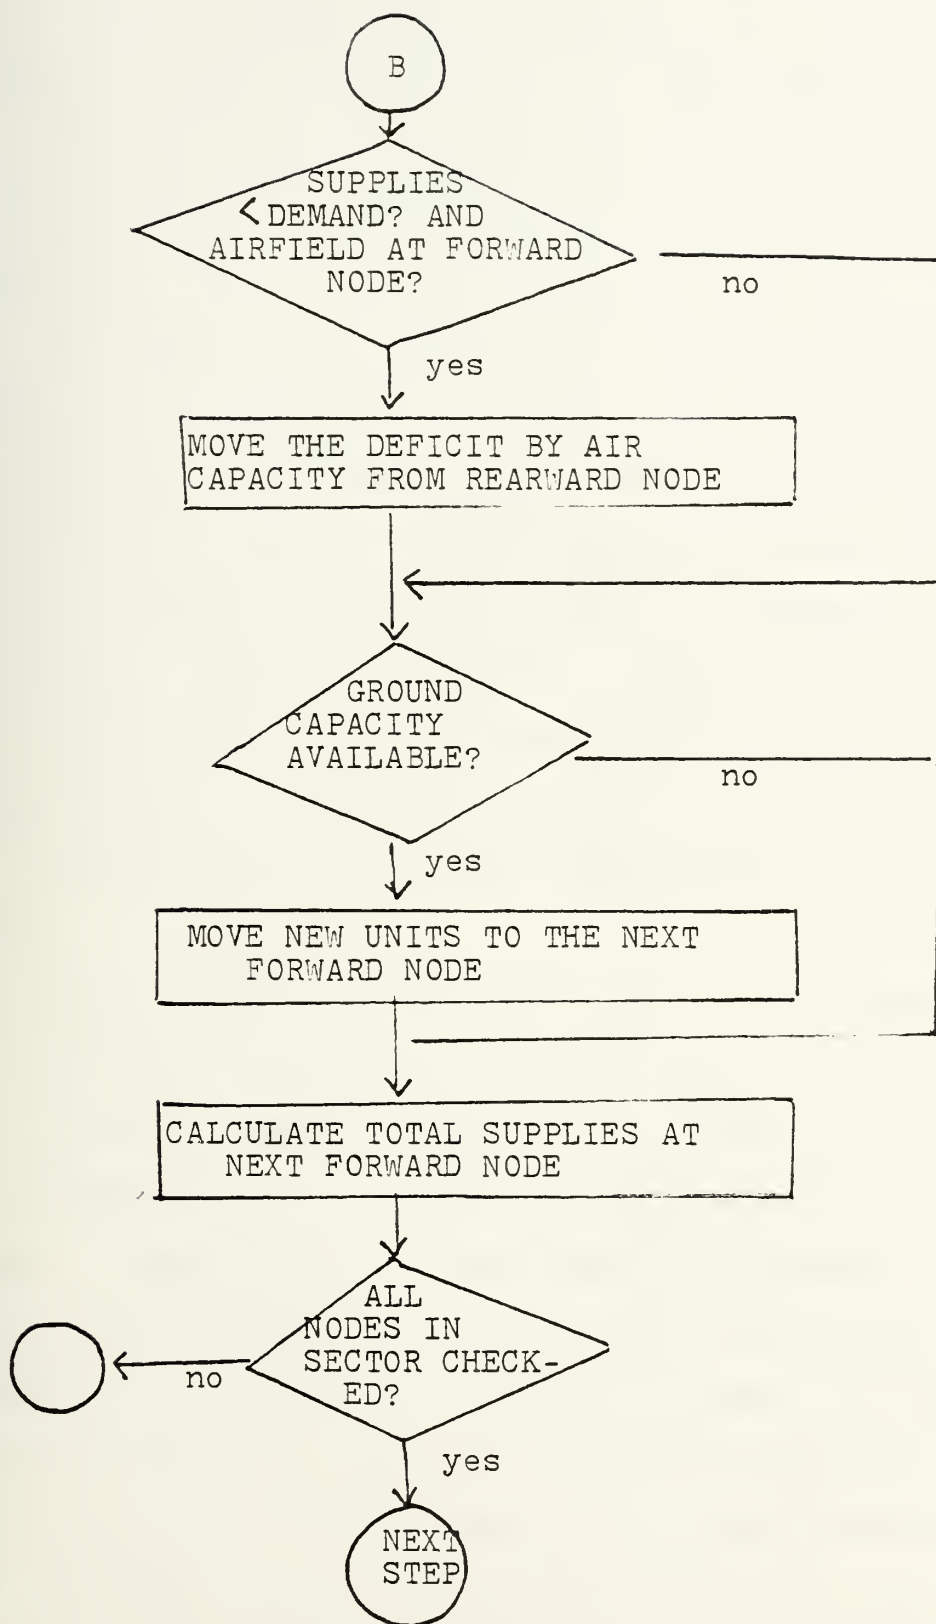 B
SUPPLIES
< DEMAND? AND
AIRFIELD AT FORWARD
NODE?
no
yes
MOVE THE DEFICIT BY AIR
CAPACITY FROM REARWARD NODE
GROUND
CAPACITY
AVAILABLE?
no
yes
MOVE NEW UNITS TO THE NEXT
FORWARD NODE
CALCULATE TOTAL SUPPLIES AT
NEXT FORWARD NODE
ALL
NODES IN
SECTOR CHECK-
ED?
no
yes
NEXT
STEP